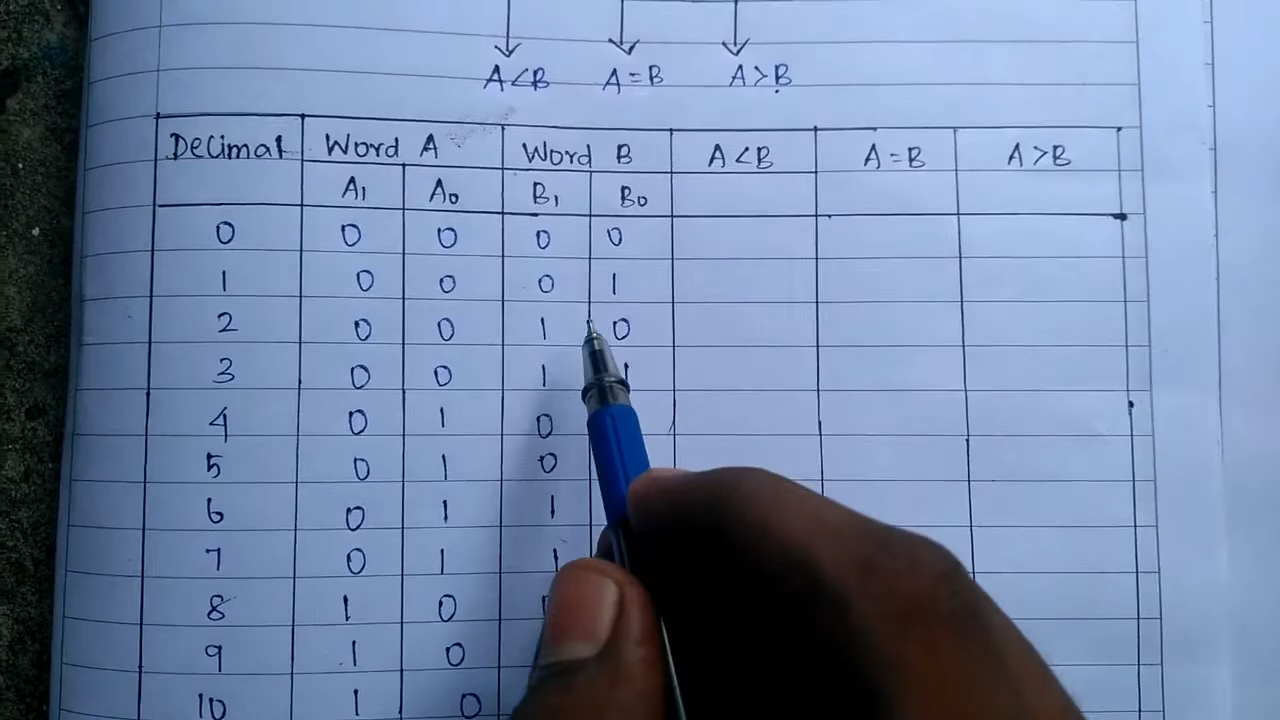 A<B A=B A>B
Decimal Word A Word B A<B A=B A>B
A₁ A₀ B₁ B₀
0 0 0 0 0
1 0 0 0 1
2 0 0 1 0
3 0 0 1 1
4 0 1 0
5 0 1 0
6 0 1 1
7 0 1 1
8 1 0
9 1 0
10 1 0